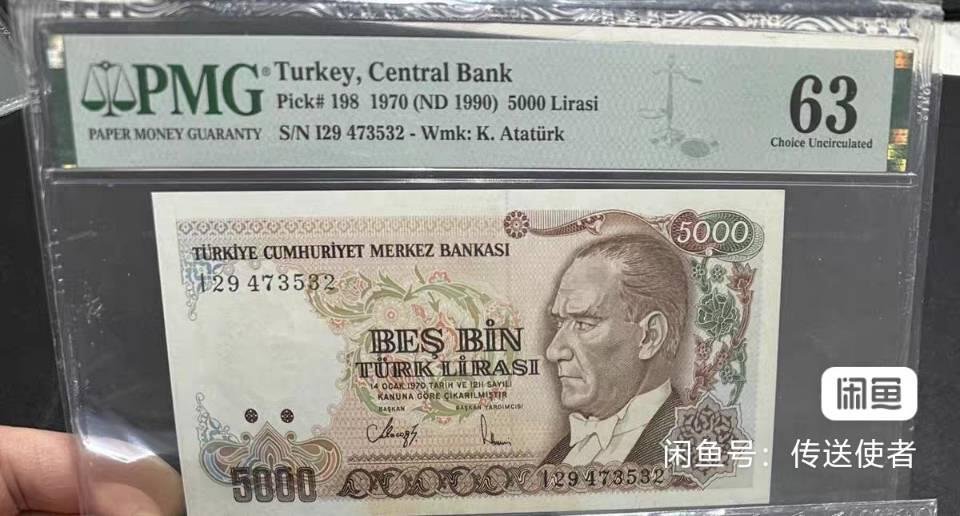 PMG®
PAPER MONEY GUARANTY
Turkey, Central Bank
Pick# 198 1970 (ND 1990) 5000 Lirasi
S/N I29 473532 - Wmk: K. Atatürk
63
Choice Uncirculated
5000
TÜRKİYE CUMHURİYET MERKEZ BANKASI
I29 473532
BEŞ BİN
TÜRK LİRASI
14 OCAK 1970 TARİH VE 1211 SAYILI
KANUNA GÖRE ÇIKARILMIŞTIR
BAŞKAN BAŞKAN YARDIMCISI
5000
I29 473532
闲鱼
闲鱼号：传送使者